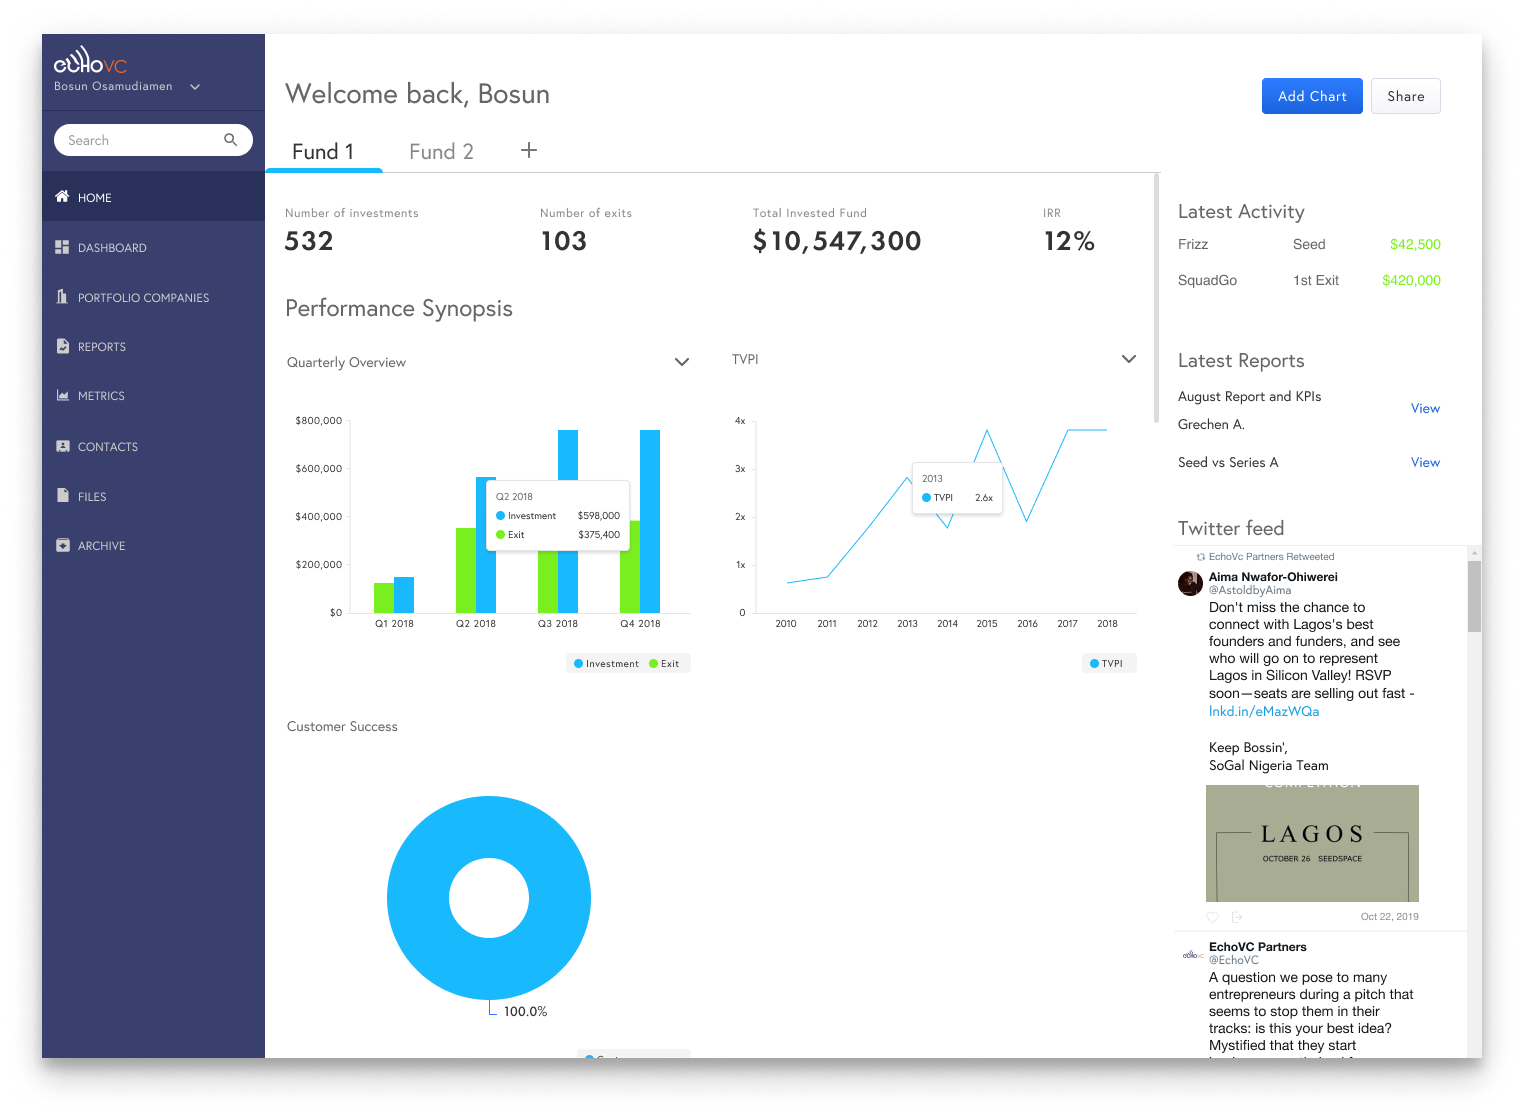 echoVC
Bosun Osamudiamen
Search
HOME
DASHBOARD
PORTFOLIO COMPANIES
REPORTS
METRICS
CONTACTS
FILES
ARCHIVE
Welcome back, Bosun
Add Chart
Share
Fund 1
Fund 2
Number of investments
532
Number of exits
103
Total Invested Fund
$10,547,300
IRR
12%
Performance Synopsis
Quarterly Overview
$800,000
$600,000
$400,000
$200,000
$0
Q1 2018
Q2 2018
Q3 2018
Q4 2018
Q2 2018
Investment $598,000
Exit $375,400
Investment Exit
TVPI
4x
3x
2x
1x
0
2010 2011 2012 2013 2014 2015 2016 2017 2018
2013
TVPI 2.6x
TVPI
Customer Success
100.0%
Latest Activity
Frizz Seed $42,500
SquadGo 1st Exit $420,000
Latest Reports
August Report and KPIs
View
Grechen A.
Seed vs Series A View
Twitter feed
EchoVc Partners Retweeted
Aima Nwafor-Ohiwerei
@AstoldbyAima
Don't miss the chance to
connect with Lagos's best
founders and funders, and see
who will go on to represent
Lagos in Silicon Valley! RSVP
soon—seats are selling out fast -
lnkd.in/eMazWQa
Keep Bossin',
SoGal Nigeria Team
COMPETITION
LAGOS
OCTOBER 26 SEEDSPACE
Oct 22, 2019
echoVC
EchoVC Partners
@EchoVC
A question we pose to many
entrepreneurs during a pitch that
seems to stop them in their
tracks: is this your best idea?
Mystified that they start